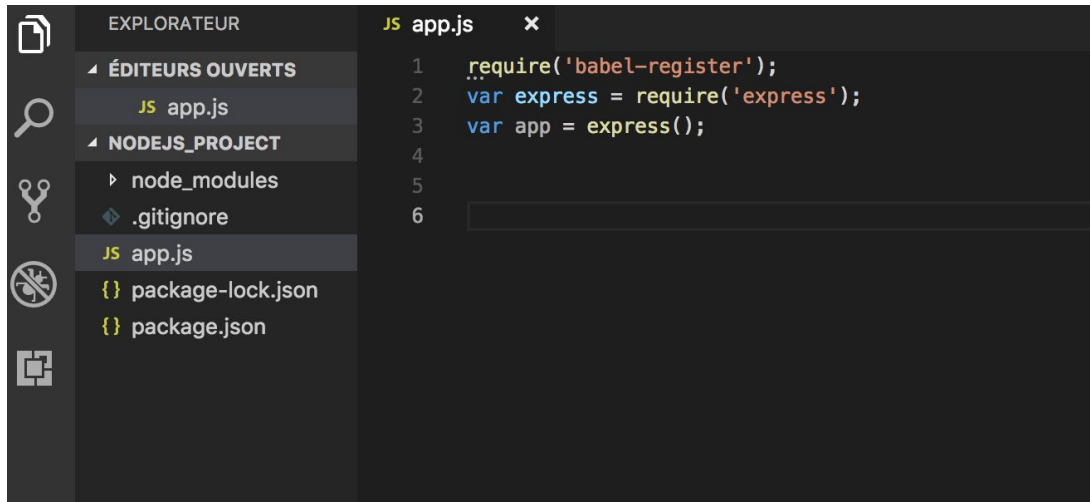 EXPLORATEUR
ÉDITEURS OUVERTS
JS app.js
NODEJS_PROJECT
node_modules
.gitignore
JS app.js
{} package-lock.json
{} package.json
JS app.js ×
1 require('babel-register');
2 var express = require('express');
3 var app = express();
4
5
6